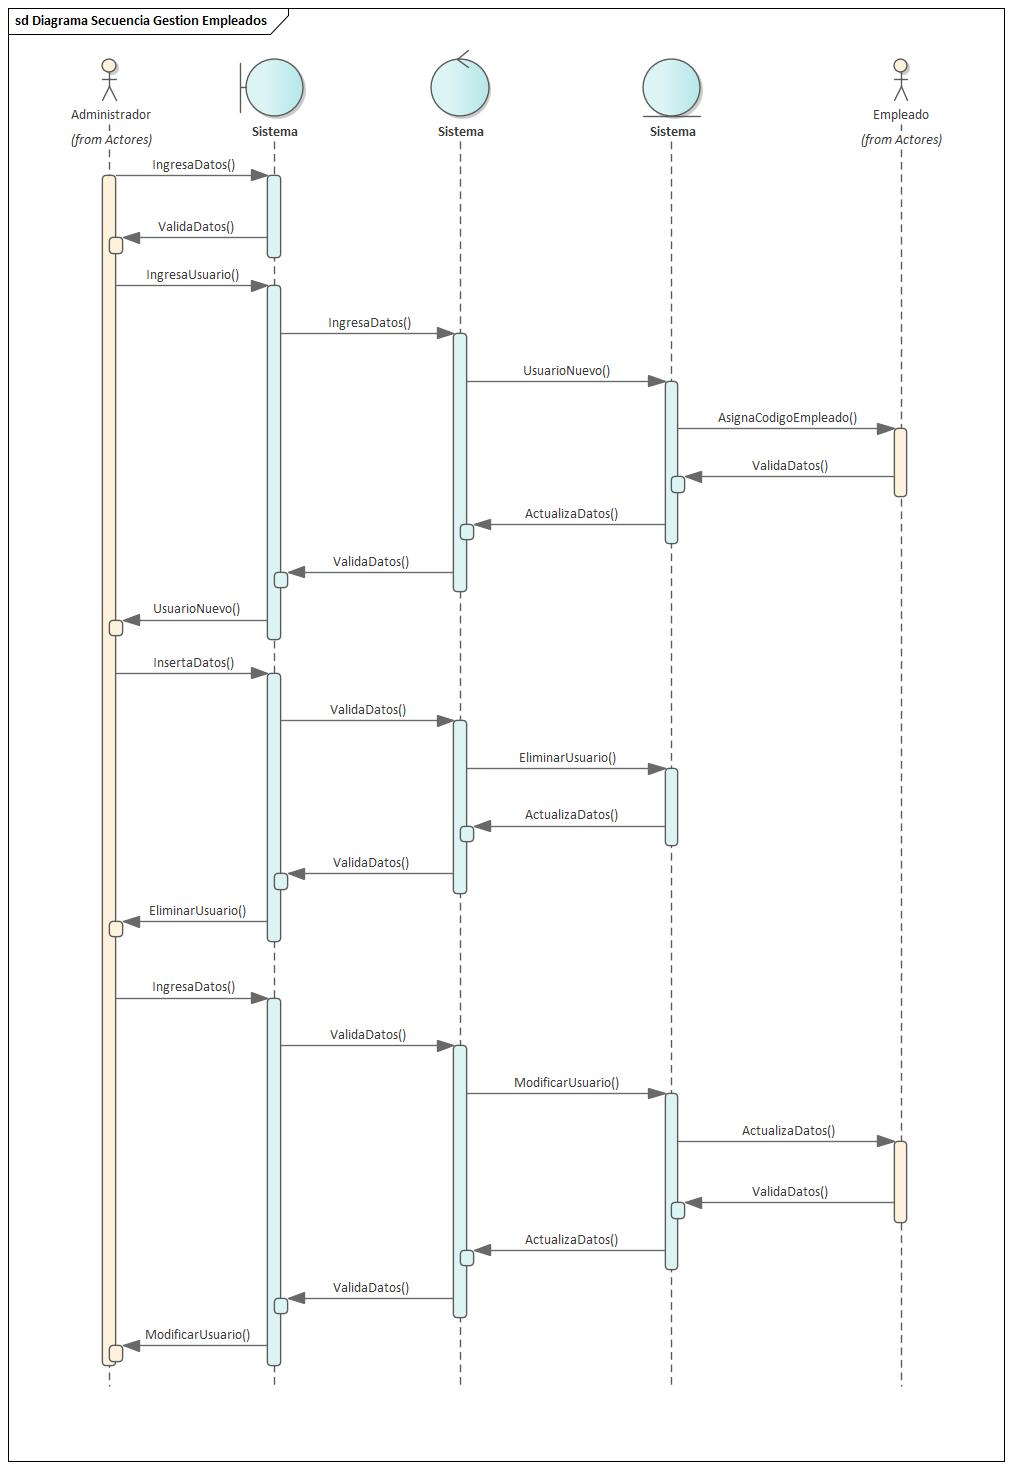 sd Diagrama Secuencia Gestion Empleados
Administrador
(from Actores)
Sistema
Sistema
Sistema
Empleado
(from Actores)
IngresaDatos()
ValidaDatos()
IngresaUsuario()
IngresaDatos()
UsuarioNuevo()
AsignaCodigoEmpleado()
ValidaDatos()
ActualizaDatos()
ValidaDatos()
UsuarioNuevo()
InsertaDatos()
ValidaDatos()
EliminarUsuario()
ActualizaDatos()
ValidaDatos()
EliminarUsuario()
IngresaDatos()
ValidaDatos()
ModificarUsuario()
ActualizaDatos()
ValidaDatos()
ActualizaDatos()
ValidaDatos()
ModificarUsuario()